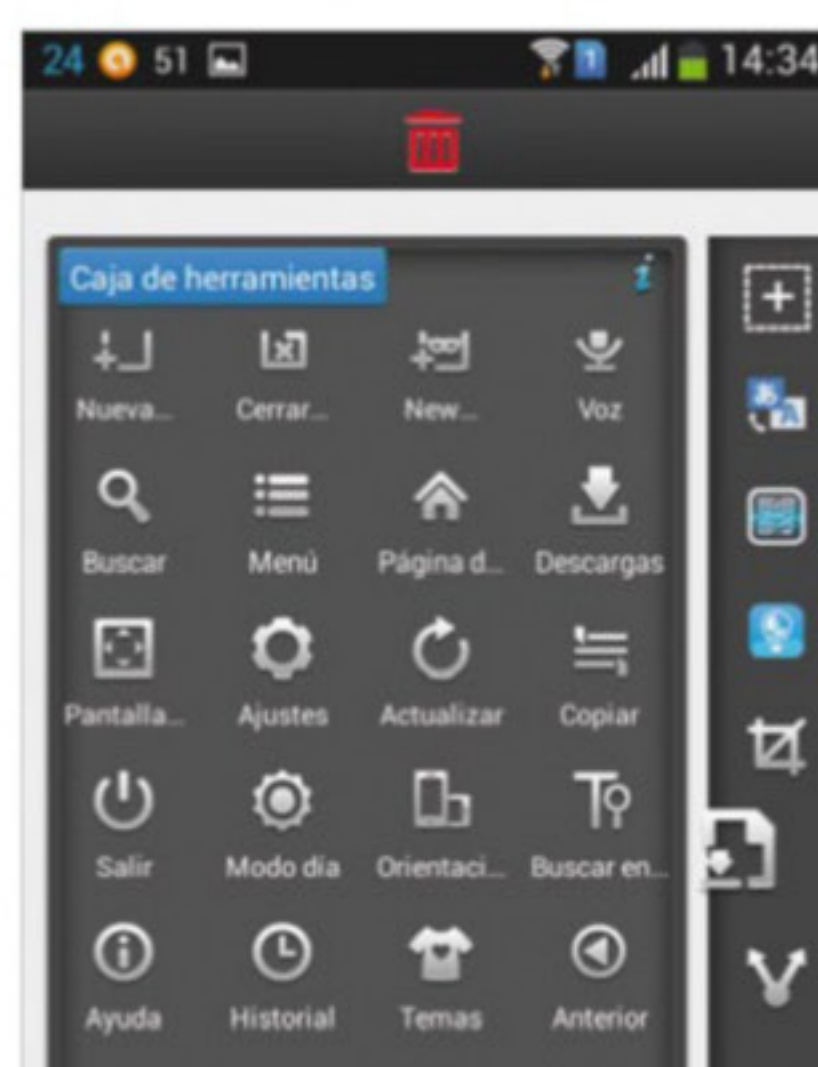 24 51 1 14:34
Caja de herramientas i
Nueva... Cerrar... New... Voz
Buscar Menú Página d... Descargas
Pantalla... Ajustes Actualizar Copiar
Salir Modo día Orientaci... Buscar en...
Ayuda Historial Temas Anterior